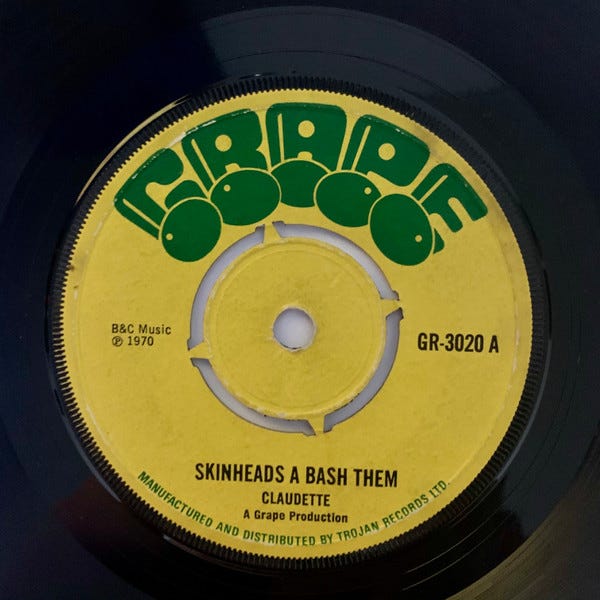 GRAPE
B&C Music
℗ 1970
GR-3020 A
SKINHEADS A BASH THEM
CLAUDETTE
A Grape Production
MANUFACTURED AND DISTRIBUTED BY TROJAN RECORDS LTD.